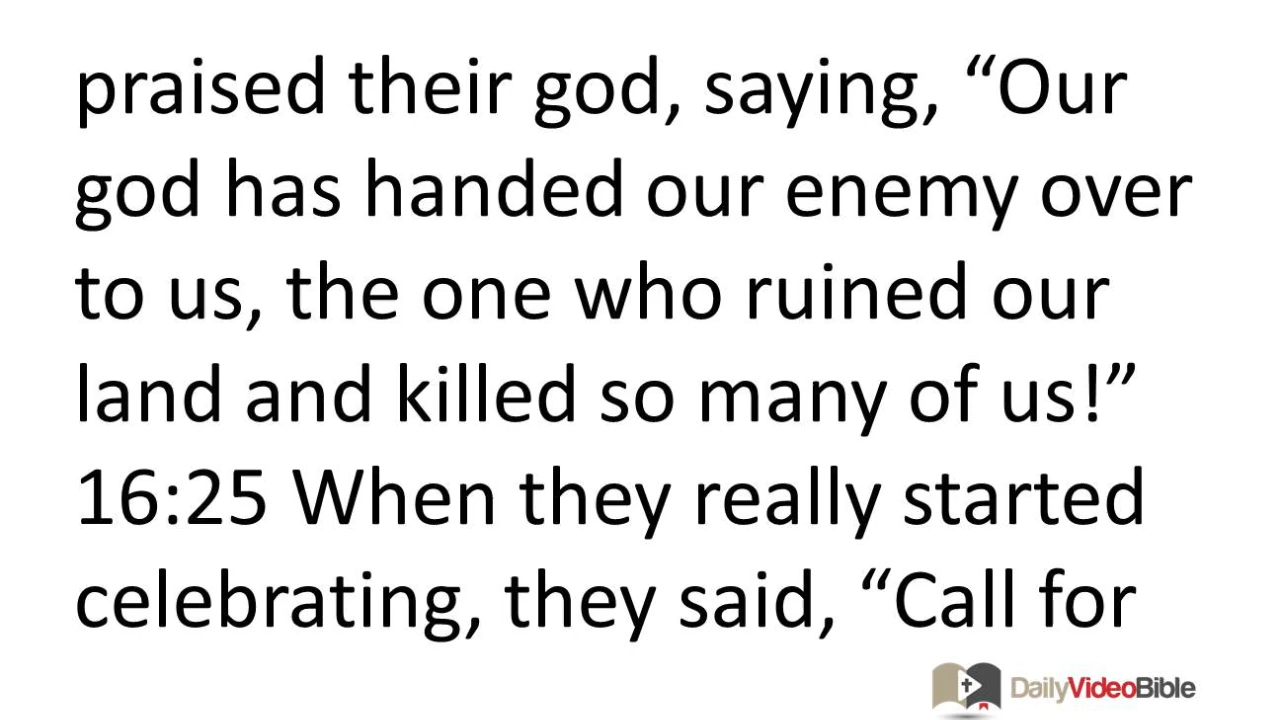 praised their god, saying, “Our
god has handed our enemy over
to us, the one who ruined our
land and killed so many of us!”
16:25 When they really started
celebrating, they said, “Call for
DailyVideoBible